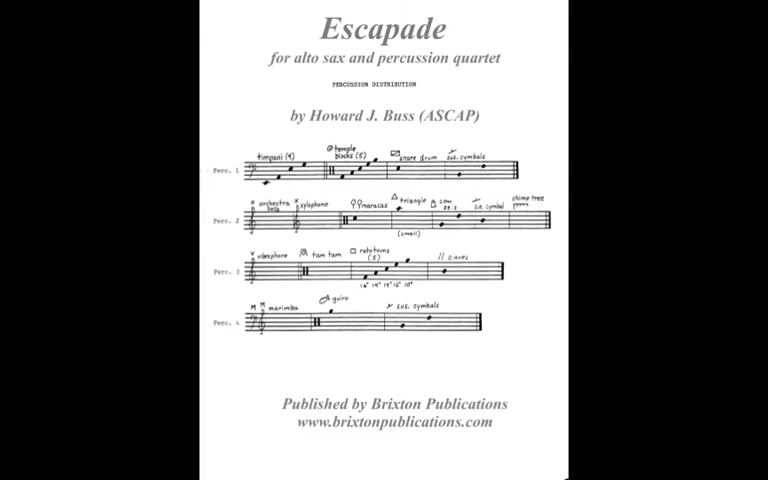 Escapade
for alto sax and percussion quartet
PERCUSSION DISTRIBUTION
by Howard J. Buss (ASCAP)
timpani (4) temple blocks (5) snare drum sus. cymbals
Perc. 1
orchestra bells xylophone maracas triangle cow bells sus. cymbal chime tree
Perc. 2
(small)
vibraphone tam tam rototoms (5) claves
Perc. 3
16" 14"
M M marimba guiro sus. cymbals
Perc. 4
Published by Brixton Publications
www.brixtonpublications.com